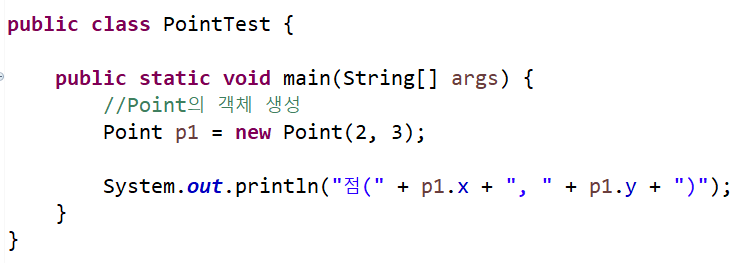 public class PointTest {
public static void main(String[] args) {
//Point의 객체 생성
Point p1 = new Point(2, 3);
System.out.println("점(" + p1.x + ", " + p1.y + ")");
}
}